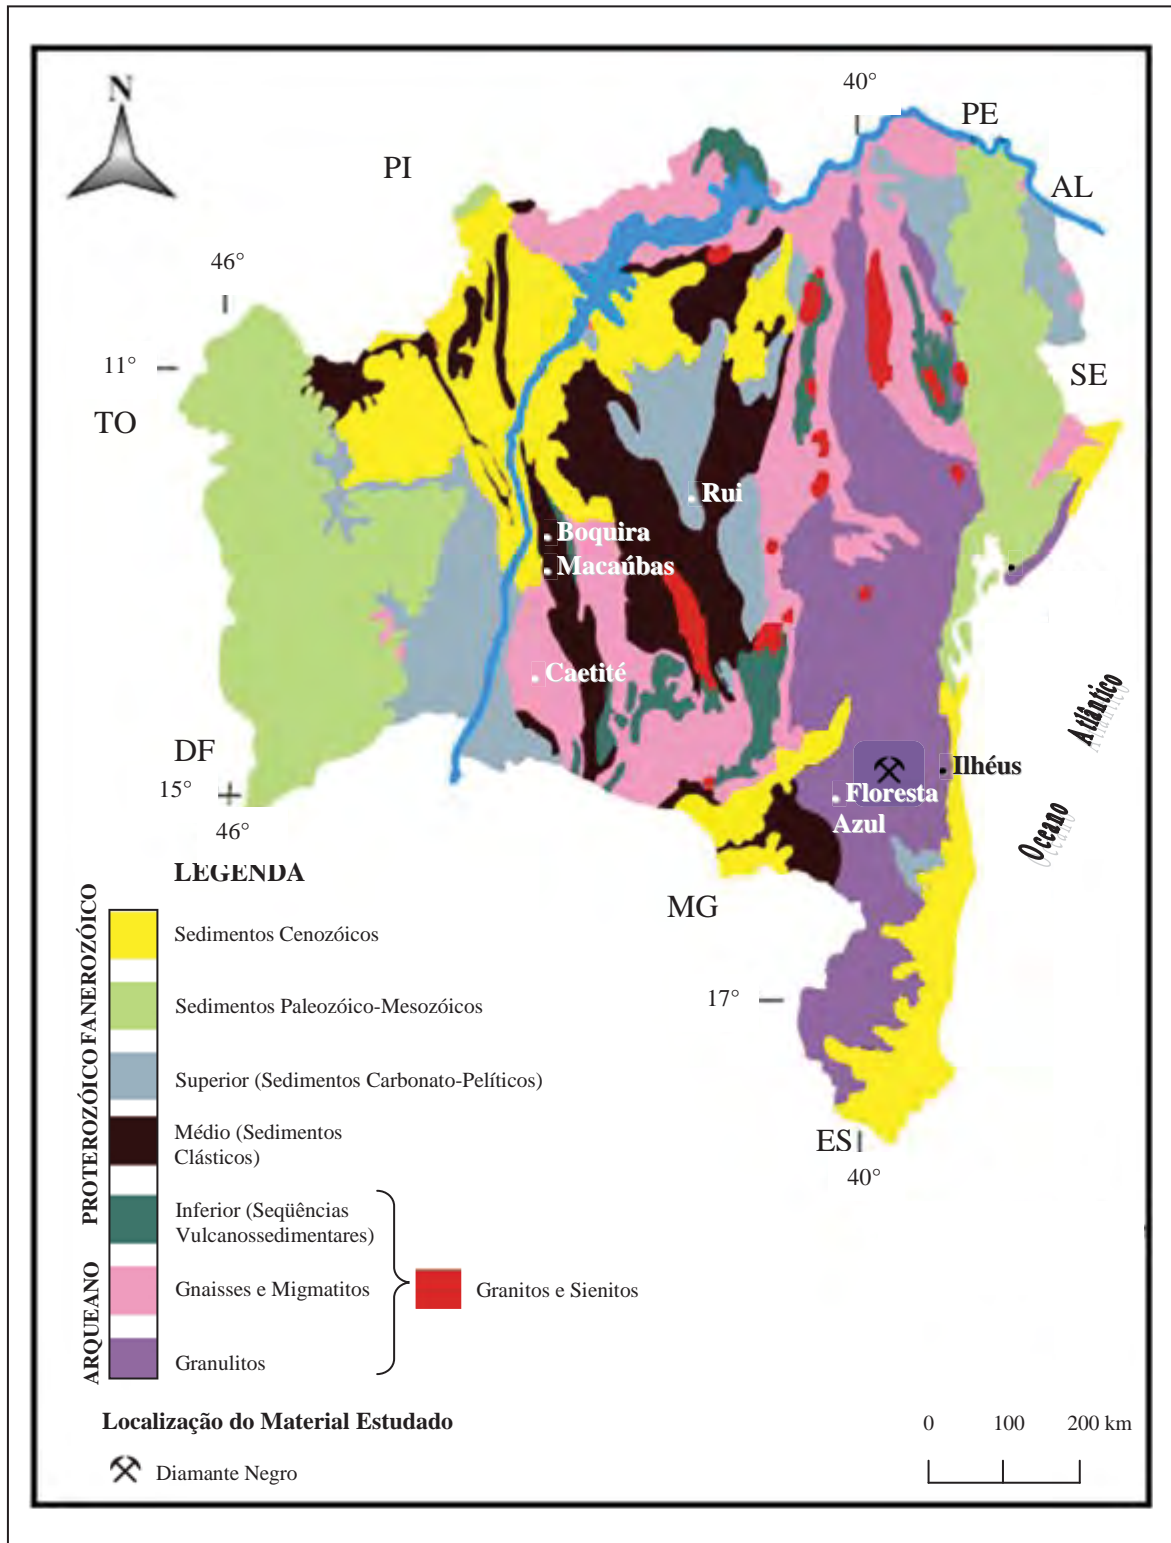 N
40°
PE
PI
AL
46°
11°
SE
TO
Rui
Boquira
Macaúbas
Caetité
Atlântico
DF
Ilhéus
15°
Floresta
Azul
46°
Oceano
LEGENDA
MG
FANEROZÓICO
Sedimentos Cenozóicos
17°
Sedimentos Paleozóico-Mesozóicos
PROTEROZÓICO
Superior (Sedimentos Carbonato-Pelíticos)
Médio (Sedimentos
Clásticos)
ES
40°
Inferior (Seqüências
Vulcanossedimentares)
ARQUEANO
Gnaisses e Migmatitos
Granitos e Sienitos
Granulitos
Localização do Material Estudado
0 100 200 km
Diamante Negro